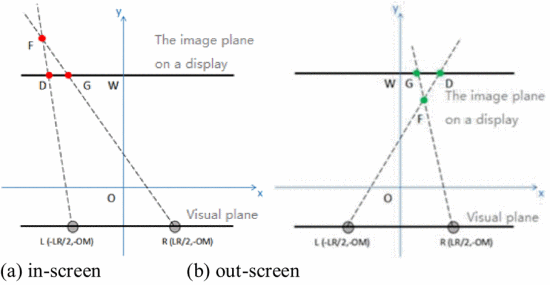 y
F
The image plane
on a display
D G W
O x
Visual plane
L (-LR/2,-OM) R (LR/2,-OM)
(a) in-screen
y
W G D
The image plane
F
on a display
O x
Visual plane
L (-LR/2,-OM) R (LR/2,-OM)
(b) out-screen